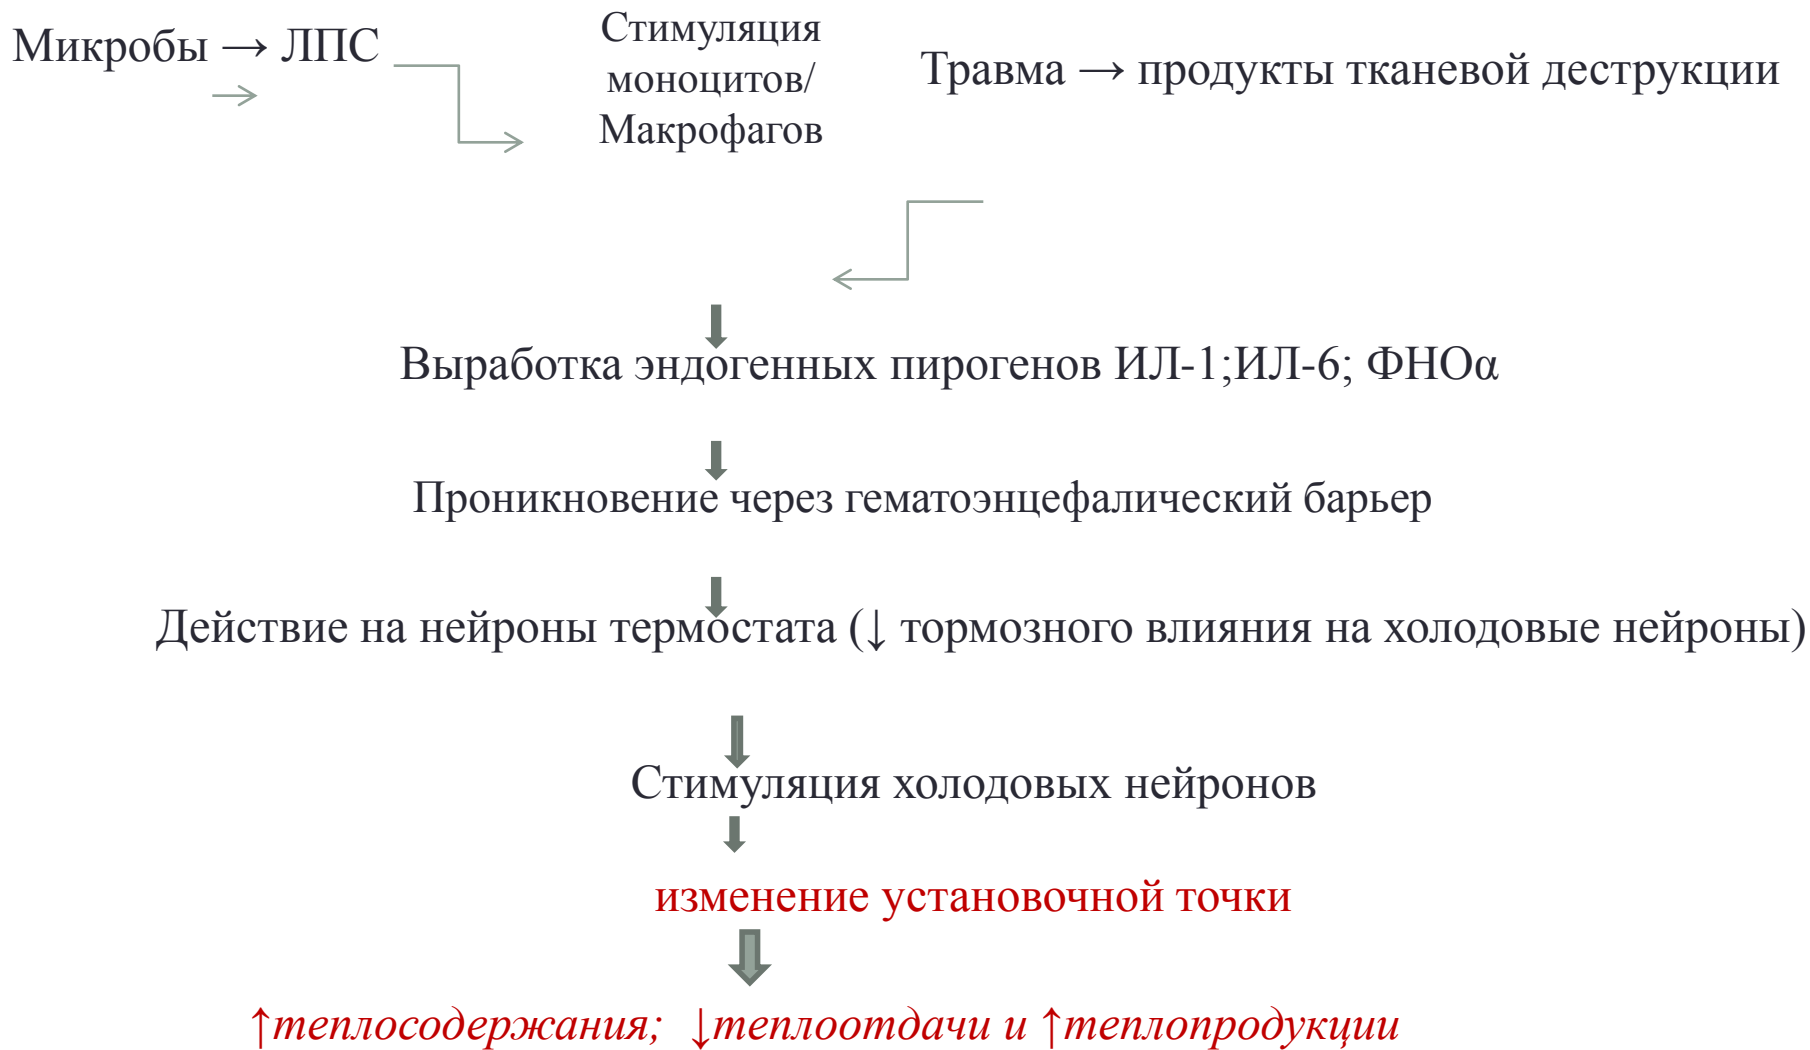 Микробы → ЛПС
Стимуляция
моноцитов/
Макрофагов
Травма → продукты тканевой деструкции
Выработка эндогенных пирогенов ИЛ-1;ИЛ-6; ФНОα
Проникновение через гематоэнцефалический барьер
Действие на нейроны термостата (↓ тормозного влияния на холодовые нейроны)
Стимуляция холодовых нейронов
изменение установочной точки
↑теплосодержания; ↓теплоотдачи и ↑теплопродукции